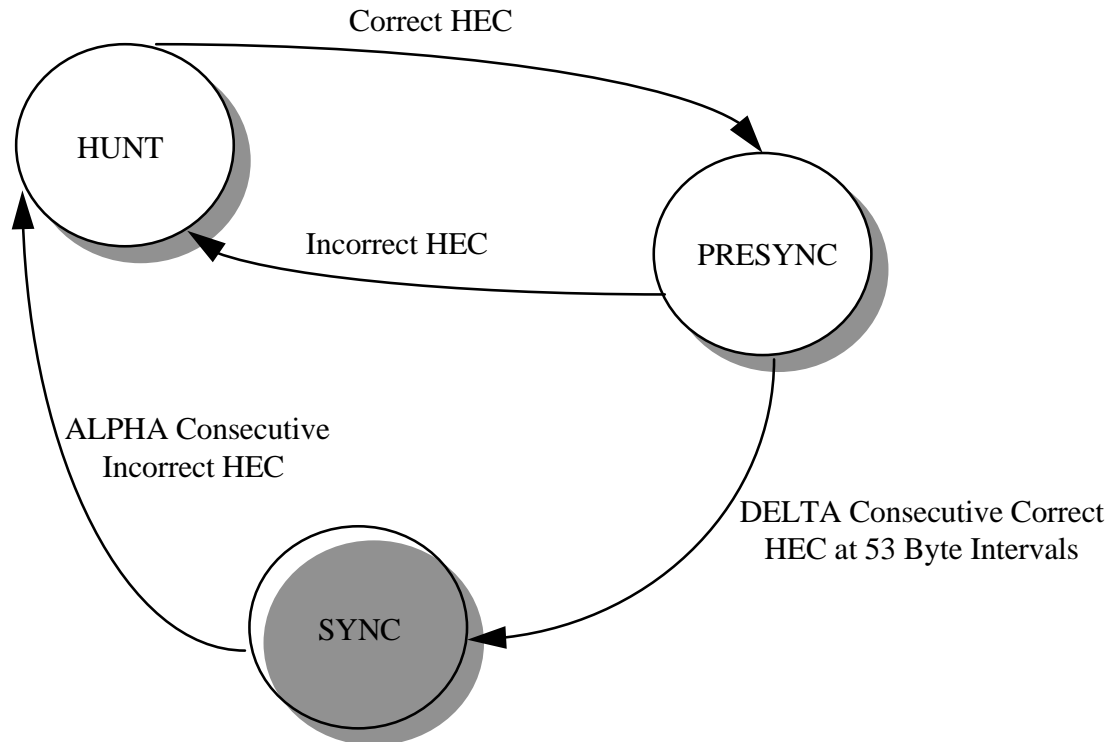 Correct HEC
HUNT
Incorrect HEC
PRESYNC
ALPHA Consecutive
Incorrect HEC
DELTA Consecutive Correct
HEC at 53 Byte Intervals
SYNC